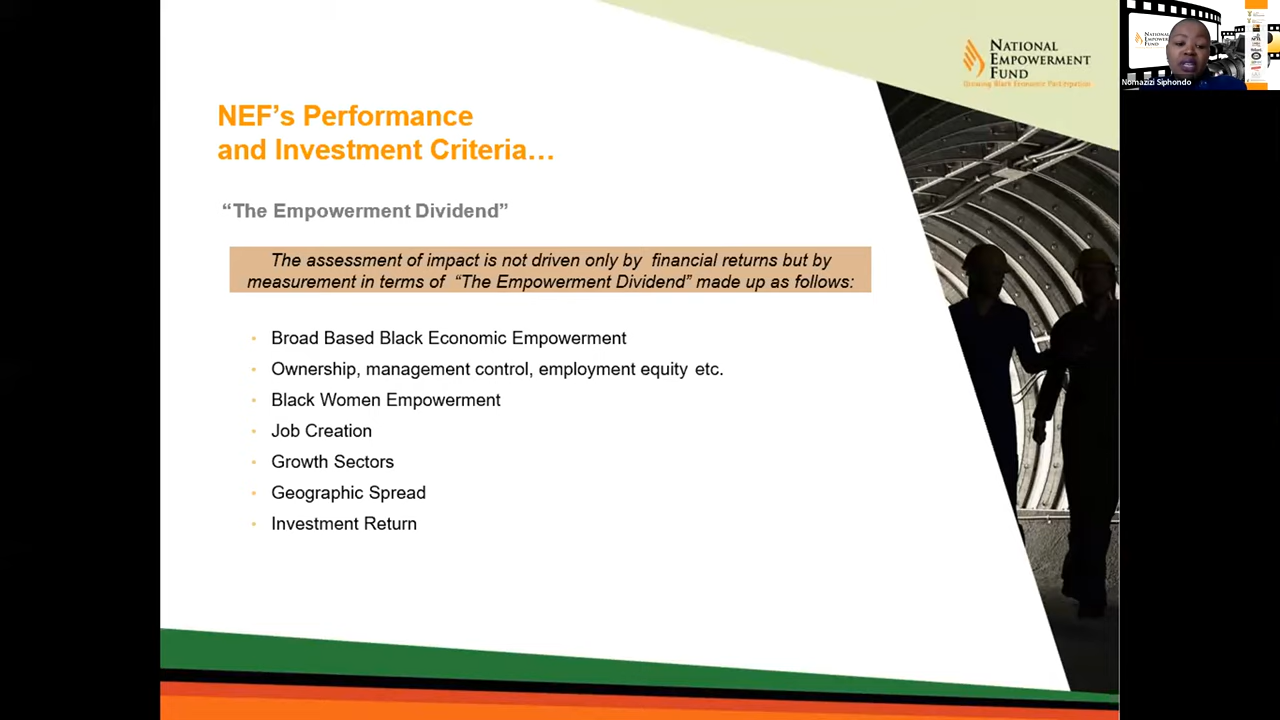 NATIONAL
EMPOWERMENT
FUND
Growing Black Economic Participation
NEF’s Performance
and Investment Criteria…
“The Empowerment Dividend”
The assessment of impact is not driven only by financial returns but by
measurement in terms of “The Empowerment Dividend” made up as follows:
• Broad Based Black Economic Empowerment
• Ownership, management control, employment equity etc.
• Black Women Empowerment
• Job Creation
• Growth Sectors
• Geographic Spread
• Investment Return
Nomazizi Siphondo